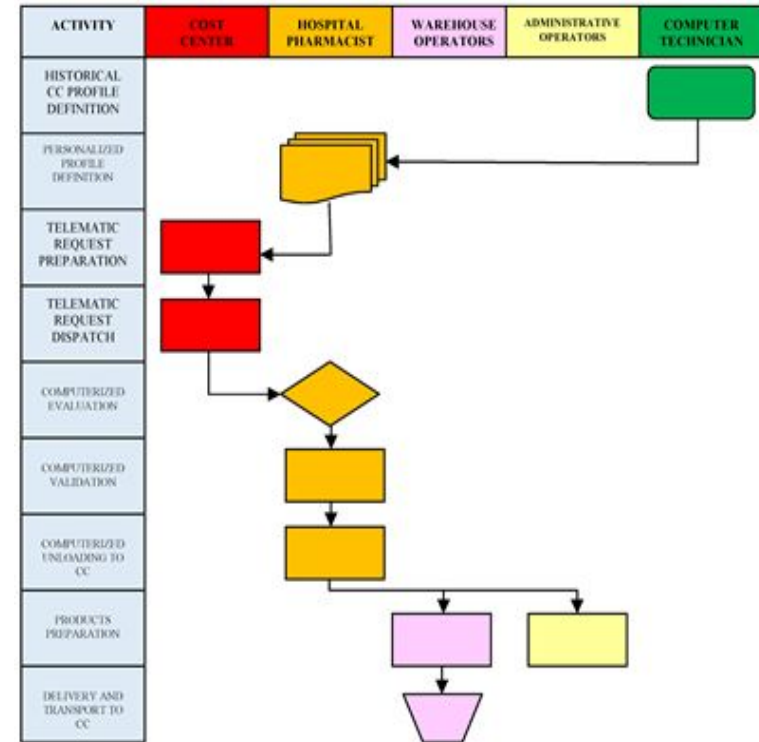 ACTIVITY
COST
CENTER
HOSPITAL
PHARMACIST
WAREHOUSE
OPERATORS
ADMINISTRATIVE
OPERATORS
COMPUTER
TECHNICIAN
HISTORICAL
CC PROFILE
DEFINITION
PERSONALIZED
PROFILE
DEFINITION
TELEMATIC
REQUEST
PREPARATION
TELEMATIC
REQUEST
DISPATCH
COMPUTERIZED
EVALUATION
COMPUTERIZED
VALIDATION
COMPUTERIZED
UNLOADING TO
CC
PRODUCTS
PREPARATION
DELIVERY AND
TRANSPORT TO
CC